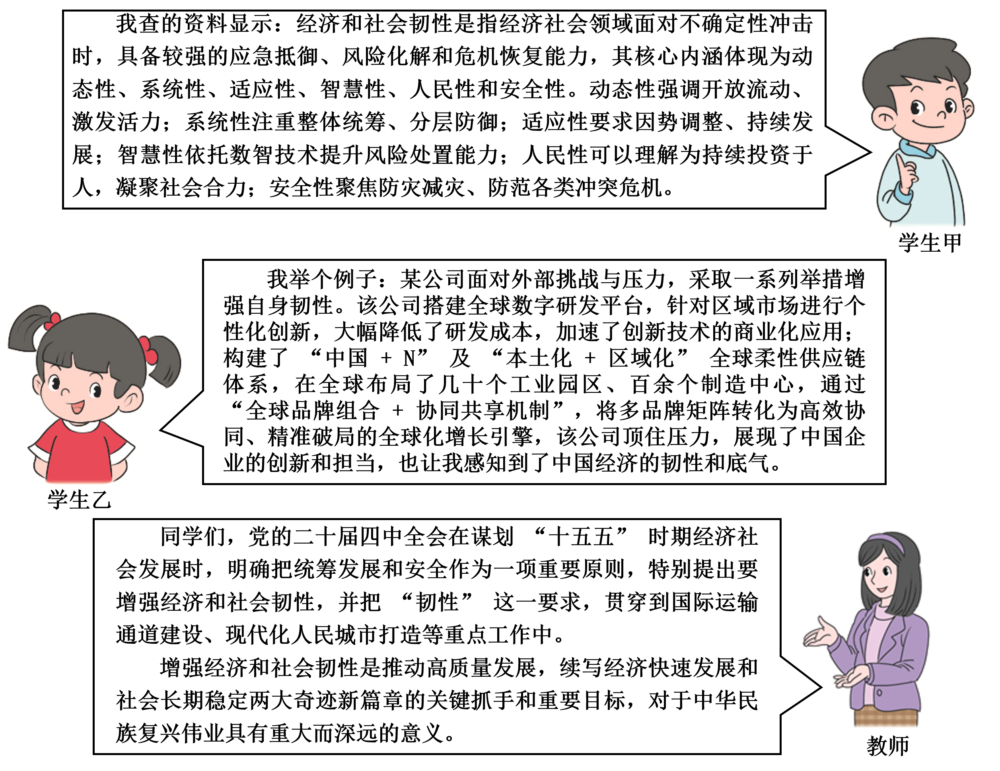 我查的资料显示：经济和社会韧性是指经济社会领域面对不确定性冲击
时，具备较强的应急抵御、风险化解和危机恢复能力，其核心内涵体现为动
态性、系统性、适应性、智慧性、人民性和安全性。动态性强调开放流动、
激发活力；系统性注重整体统筹、分层防御；适应性要求因势调整、持续发
展；智慧性依托数智技术提升风险处置能力；人民性可以理解为持续投资于
人，凝聚社会合力；安全性聚焦防灾减灾、防范各类冲突危机。
学生甲
我举个例子：某公司面对外部挑战与压力，采取一系列举措增
强自身韧性。该公司搭建全球数字研发平台，针对区域市场进行个
性化创新，大幅降低了研发成本，加速了创新技术的商业化应用；
构建了 “中国 + N” 及 “本土化 + 区域化” 全球柔性供应链
体系，在全球布局了几十个工业园区、百余个制造中心，通过
“全球品牌组合 + 协同共享机制”，将多品牌矩阵转化为高效协
同、精准破局的全球化增长引擎，该公司顶住压力，展现了中国企
业的创新和担当，也让我感知到了中国经济的韧性和底气。
学生乙
同学们，党的二十届四中全会在谋划 “十五五” 时期经济社
会发展时，明确把统筹发展和安全作为一项重要原则，特别提出要
增强经济和社会韧性，并把 “韧性” 这一要求，贯穿到国际运输
通道建设、现代化人民城市打造等重点工作中。
增强经济和社会韧性是推动高质量发展，续写经济快速发展和
社会长期稳定两大奇迹新篇章的关键抓手和重要目标，对于中华民
族复兴伟业具有重大而深远的意义。
教师